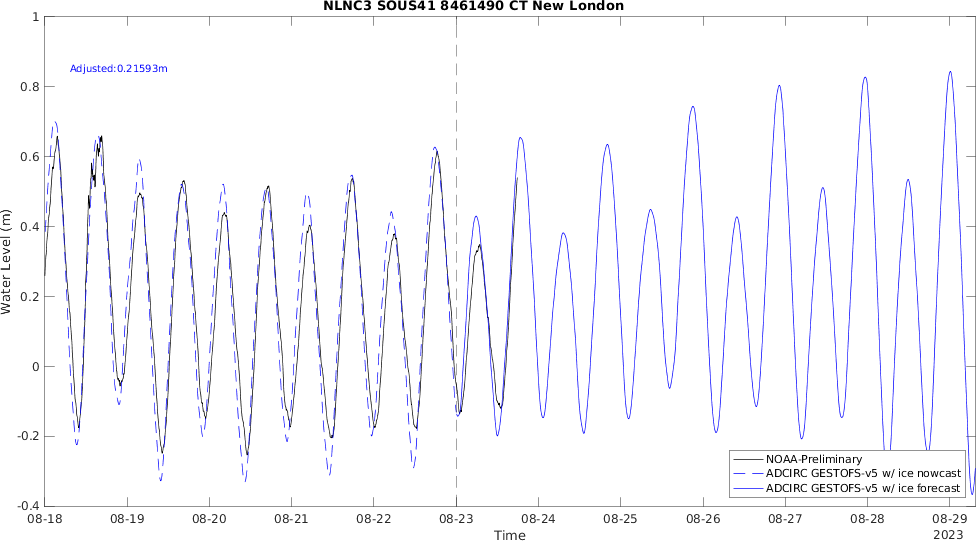 NLNC3 SOUS41 8461490 CT New London
Adjusted:0.21593m
1
0.8
0.6
0.4
0.2
0
-0.2
-0.4
Water Level (m)
NOAA-Preliminary
ADCIRC GESTOFS-v5 w/ ice nowcast
ADCIRC GESTOFS-v5 w/ ice forecast
08-18 08-19 08-20 08-21 08-22 08-23 08-24 08-25 08-26 08-27 08-28 08-29
Time
2023